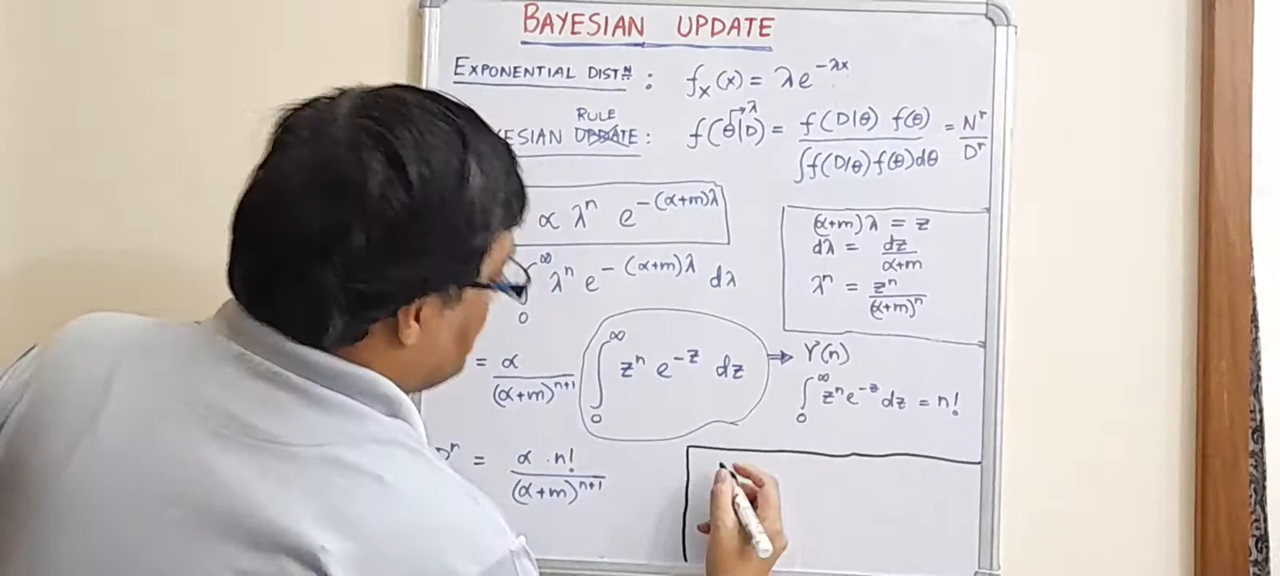 BAYESIAN UPDATE
EXPONENTIAL DISTN : fx(x) = λe^-λx
RULE → λ
ESIAN UPDATE : f(θ|D) = f(D|θ) f(θ) / ∫f(D|θ)f(θ)dθ = N^r / D^r
α λ^n e^-(α+m)λ
(α+m)λ = z
dλ = dz / α+m
λ^n = z^n / (α+m)^n
∫0^∞ λ^n e^-(α+m)λ dλ
= α / (α+m)^n+1 ∫0^∞ z^n e^-z dz ⇒ Γ(n)
∫0^∞ z^n e^-z dz = n!
D^r = α . n! / (α+m)^n+1